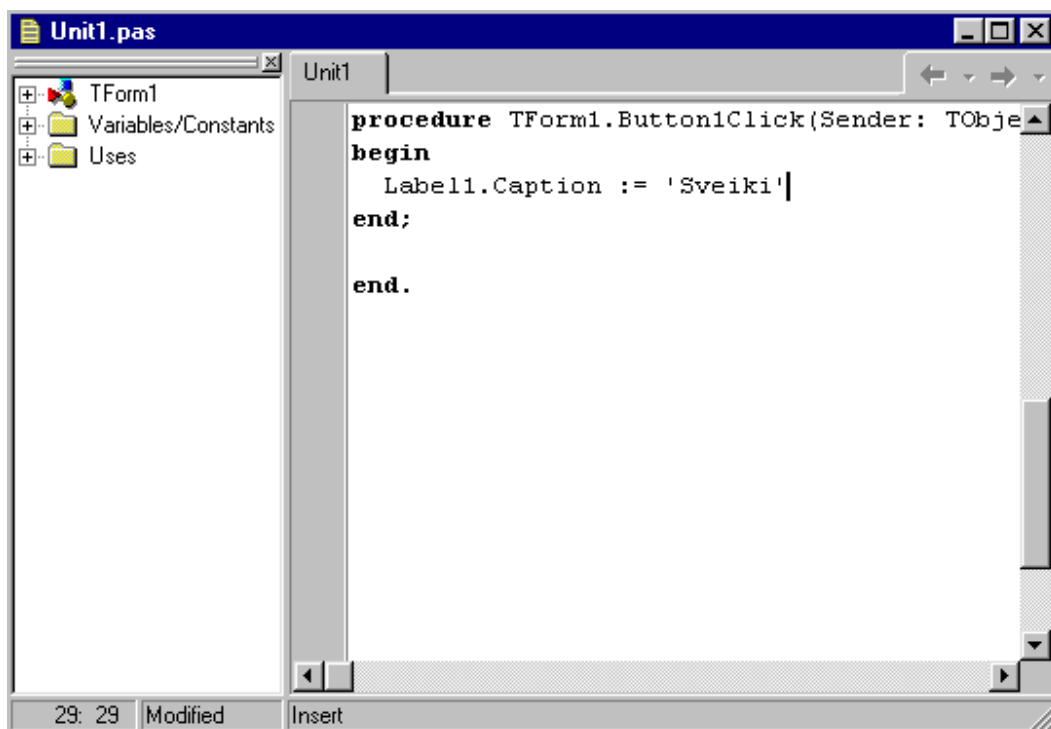 Unit1.pas
TForm1
Variables/Constants
Uses
Unit1
procedure TForm1.Button1Click(Sender: TObje
begin
Label1.Caption := 'Sveiki'
end;
end.
29: 29 Modified Insert